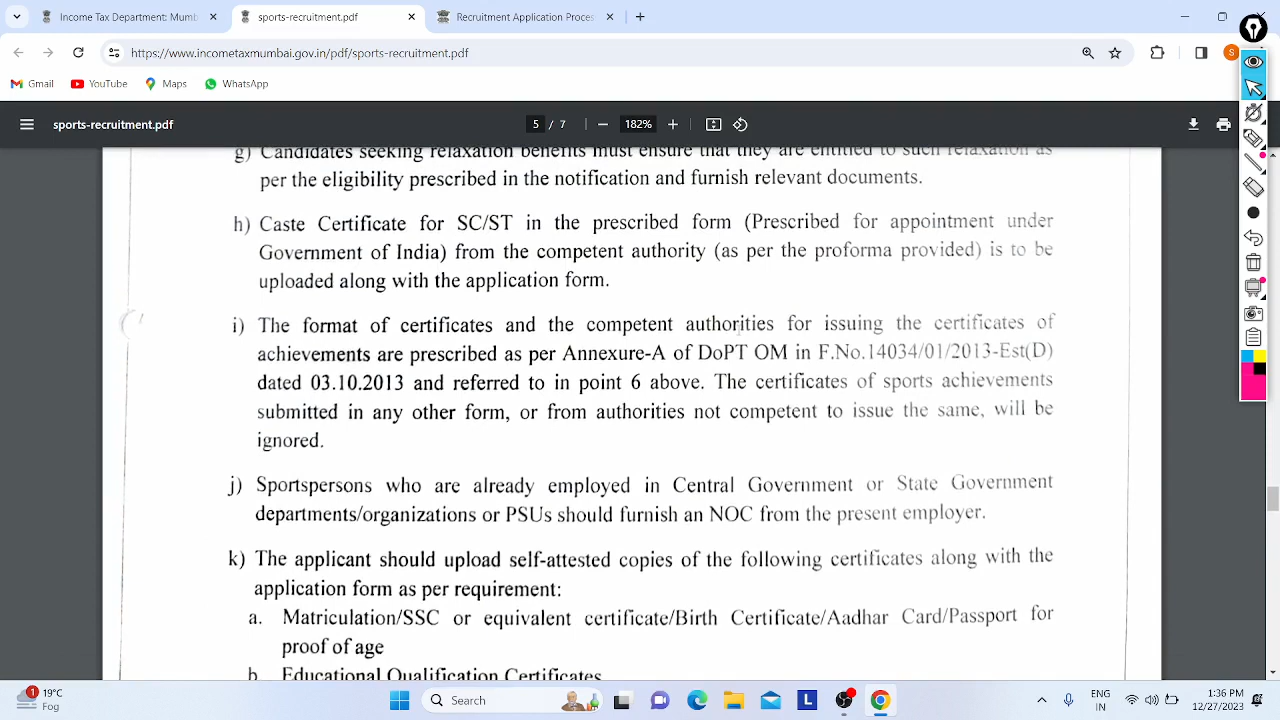 Income Tax Department: Mumb
sports-recruitment.pdf
Recruitment Application Proces
https://www.incometaxmumbai.gov.in/pdf/sports-recruitment.pdf
S
Gmail
YouTube
Maps
WhatsApp
sports-recruitment.pdf
5 / 7
182%
g) Candidates seeking relaxation benefits must ensure that they are entitled to such relaxation as
per the eligibility prescribed in the notification and furnish relevant documents.
h) Caste Certificate for SC/ST in the prescribed form (Prescribed for appointment under
Government of India) from the competent authority (as per the proforma provided) is to be
uploaded along with the application form.
i) The format of certificates and the competent authorities for issuing the certificates of
achievements are prescribed as per Annexure-A of DoPT OM in F.No.14034/01/2013-Est(D)
dated 03.10.2013 and referred to in point 6 above. The certificates of sports achievements
submitted in any other form, or from authorities not competent to issue the same, will be
ignored.
j) Sportspersons who are already employed in Central Government or State Government
departments/organizations or PSUs should furnish an NOC from the present employer.
k) The applicant should upload self-attested copies of the following certificates along with the
application form as per requirement:
a. Matriculation/SSC or equivalent certificate/Birth Certificate/Aadhar Card/Passport for
proof of age
b. Educational Qualification Certificates
1
19°C
Fog
Search
L
ENG
IN
1:36 PM
12/27/2023